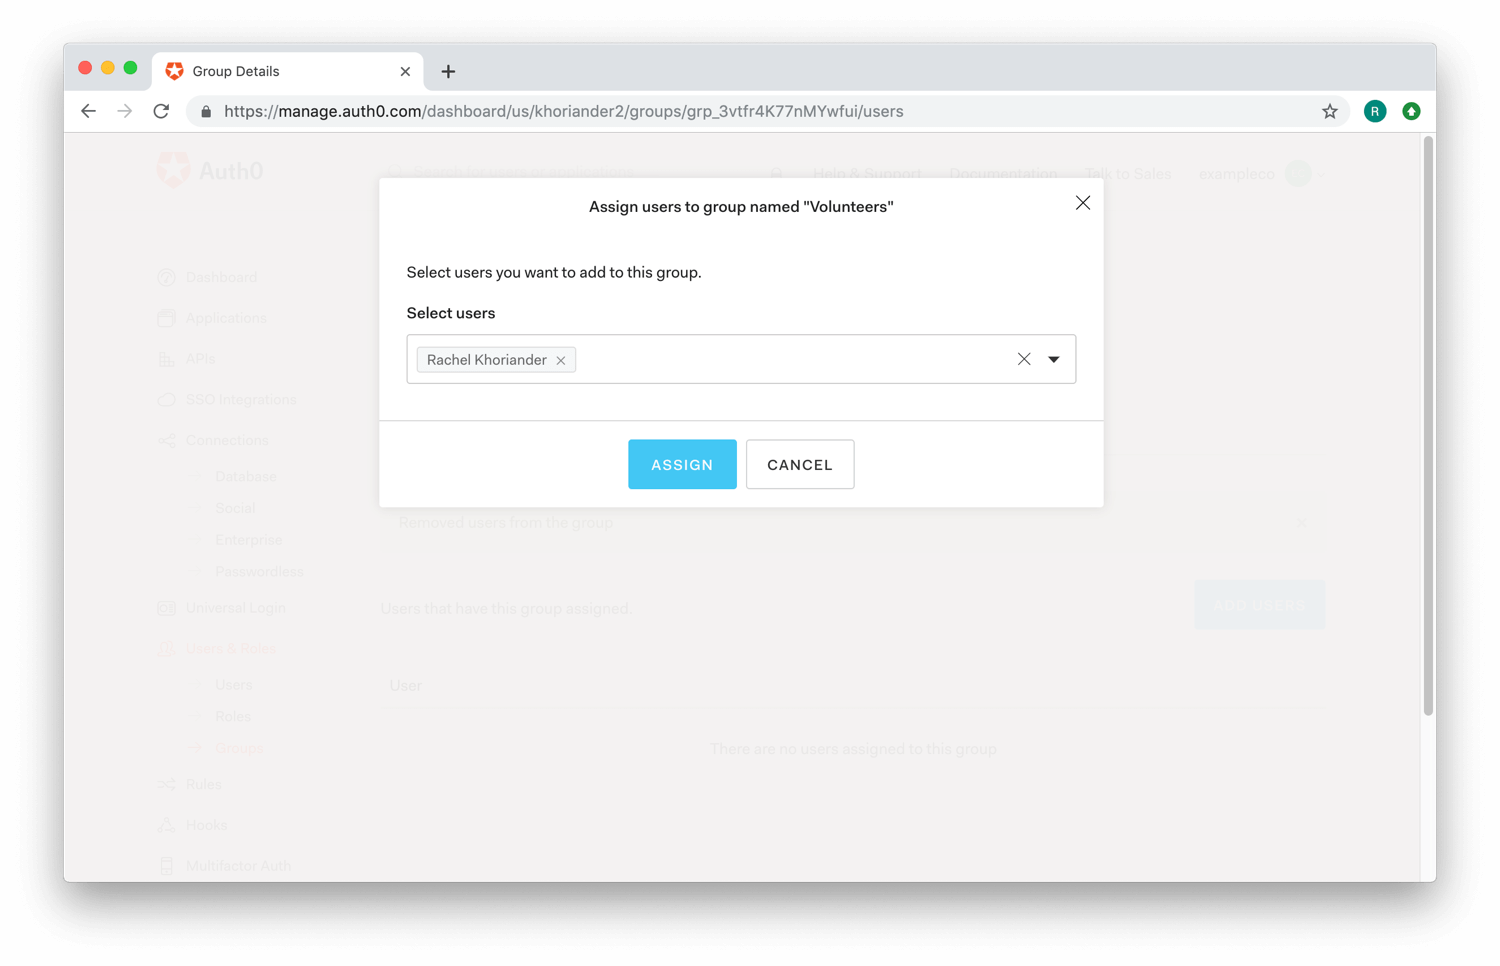 Group Details
https://manage.auth0.com/dashboard/us/khoriander2/groups/grp_3vtfr4K77nMYwfui/users
R
Auth0
Help & Support
Documentation
Talk to Sales
exampleco
Assign users to group named "Volunteers"
Select users you want to add to this group.
Select users
Rachel Khoriander
ASSIGN
CANCEL
Dashboard
Applications
APIs
SSO Integrations
Connections
Database
Social
Enterprise
Passwordless
Universal Login
Users & Roles
Users
Roles
Groups
Rules
Hooks
Multifactor Auth
Removed users from the group
Users that have this group assigned.
ADD USERS
User
There are no users assigned to this group